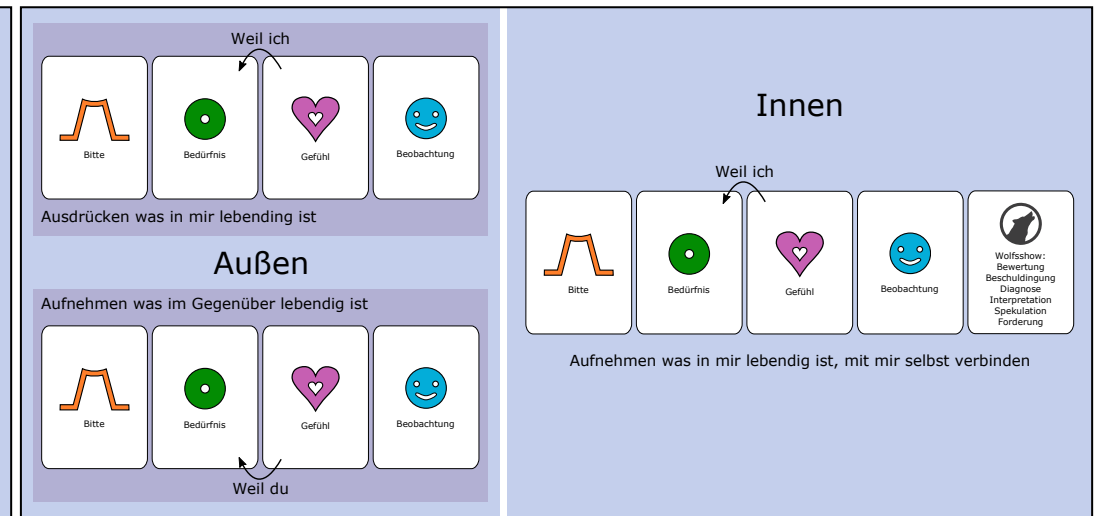 Weil ich
Bitte
Bedürfnis
Gefühl
Beobachtung
Ausdrücken was in mir lebending ist
Außen
Aufnehmen was im Gegenüber lebendig ist
Bitte
Bedürfnis
Gefühl
Beobachtung
Weil du
Innen
Weil ich
Bitte
Bedürfnis
Gefühl
Beobachtung
Wolfsshow:
Bewertung
Beschuldingung
Diagnose
Interpretation
Spekulation
Forderung
Aufnehmen was in mir lebendig ist, mit mir selbst verbinden